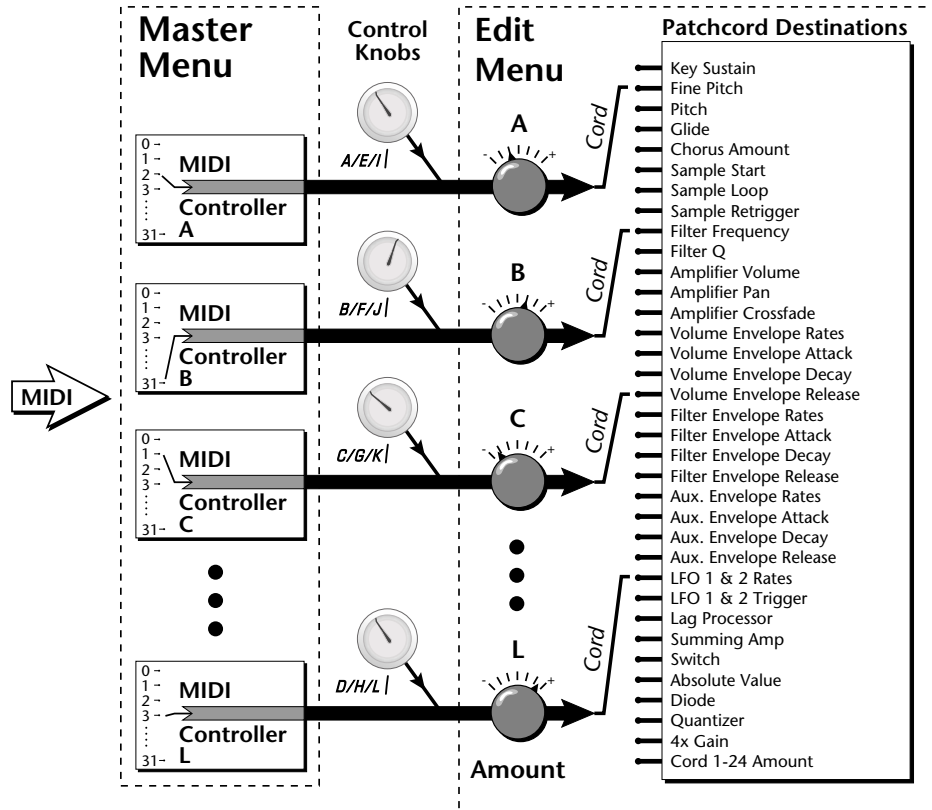 Master
Menu
Control
Knobs
Edit
Menu
Patchcord Destinations
MIDI
0
1
2
3
31
MIDI
Controller
A
A/E/I
A
-
+
Cord
0
1
2
3
31
MIDI
Controller
B
B/F/J
B
-
+
Cord
0
1
2
3
31
MIDI
Controller
C
C/G/K
C
-
+
Cord
0
1
2
3
31
MIDI
Controller
L
D/H/L
L
-
+
Cord
Amount
Key Sustain
Fine Pitch
Pitch
Glide
Chorus Amount
Sample Start
Sample Loop
Sample Retrigger
Filter Frequency
Filter Q
Amplifier Volume
Amplifier Pan
Amplifier Crossfade
Volume Envelope Rates
Volume Envelope Attack
Volume Envelope Decay
Volume Envelope Release
Filter Envelope Rates
Filter Envelope Attack
Filter Envelope Decay
Filter Envelope Release
Aux. Envelope Rates
Aux. Envelope Attack
Aux. Envelope Decay
Aux. Envelope Release
LFO 1 & 2 Rates
LFO 1 & 2 Trigger
Lag Processor
Summing Amp
Switch
Absolute Value
Diode
Quantizer
4x Gain
Cord 1-24 Amount